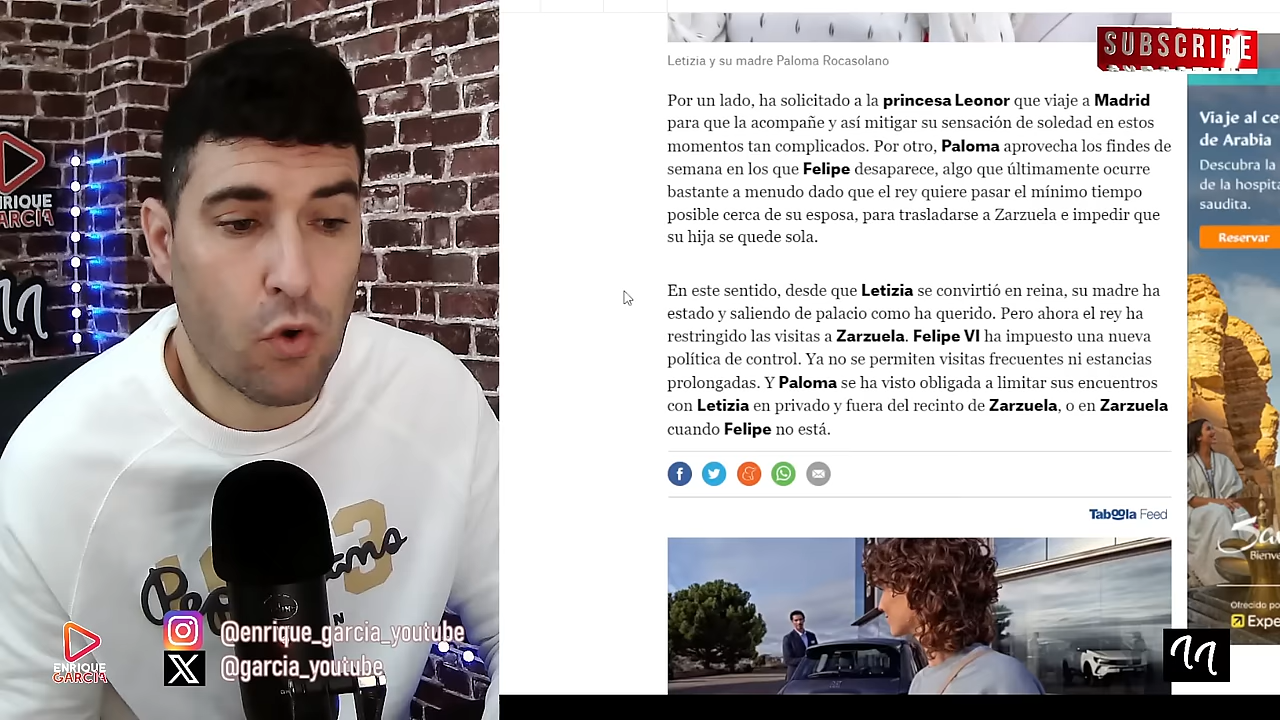 SUBSCRIBE
Letizia y su madre Paloma Rocasolano
Por un lado, ha solicitado a la princesa Leonor que viaje a Madrid
para que la acompañe y así mitigar su sensación de soledad en estos
momentos tan complicados. Por otro, Paloma aprovecha los findes de
semana en los que Felipe desaparece, algo que últimamente ocurre
bastante a menudo dado que el rey quiere pasar el mínimo tiempo
posible cerca de su esposa, para trasladarse a Zarzuela e impedir que
su hija se quede sola.
En este sentido, desde que Letizia se convirtió en reina, su madre ha
estado y saliendo de palacio como ha querido. Pero ahora el rey ha
restringido las visitas a Zarzuela. Felipe VI ha impuesto una nueva
política de control. Ya no se permiten visitas frecuentes ni estancias
prolongadas. Y Paloma se ha visto obligada a limitar sus encuentros
con Letizia en privado y fuera del recinto de Zarzuela, o en Zarzuela
cuando Felipe no está.
Taboola Feed
Viaje al
de Arabia
Descubra la
de la
saudita.
Reservar
Ofrecido
ENRIQUE
GARCIA
@enrique_garcia_youtube
@garcia_youtube